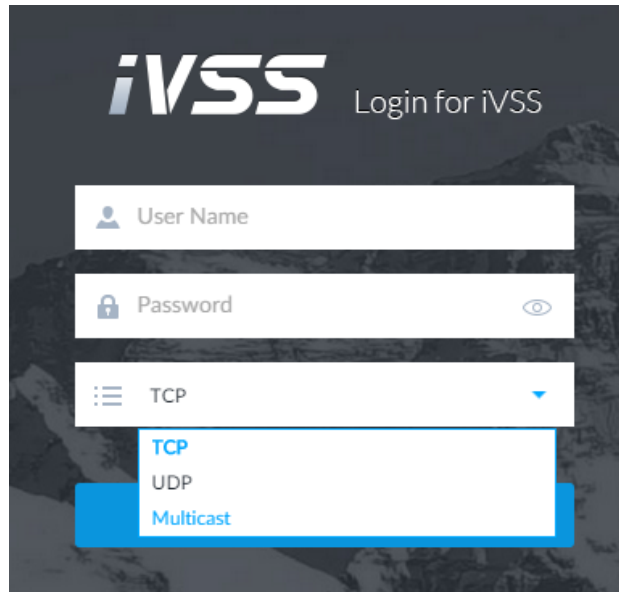 iVSS Login for iVSS
User Name
Password
TCP
TCP
UDP
Multicast